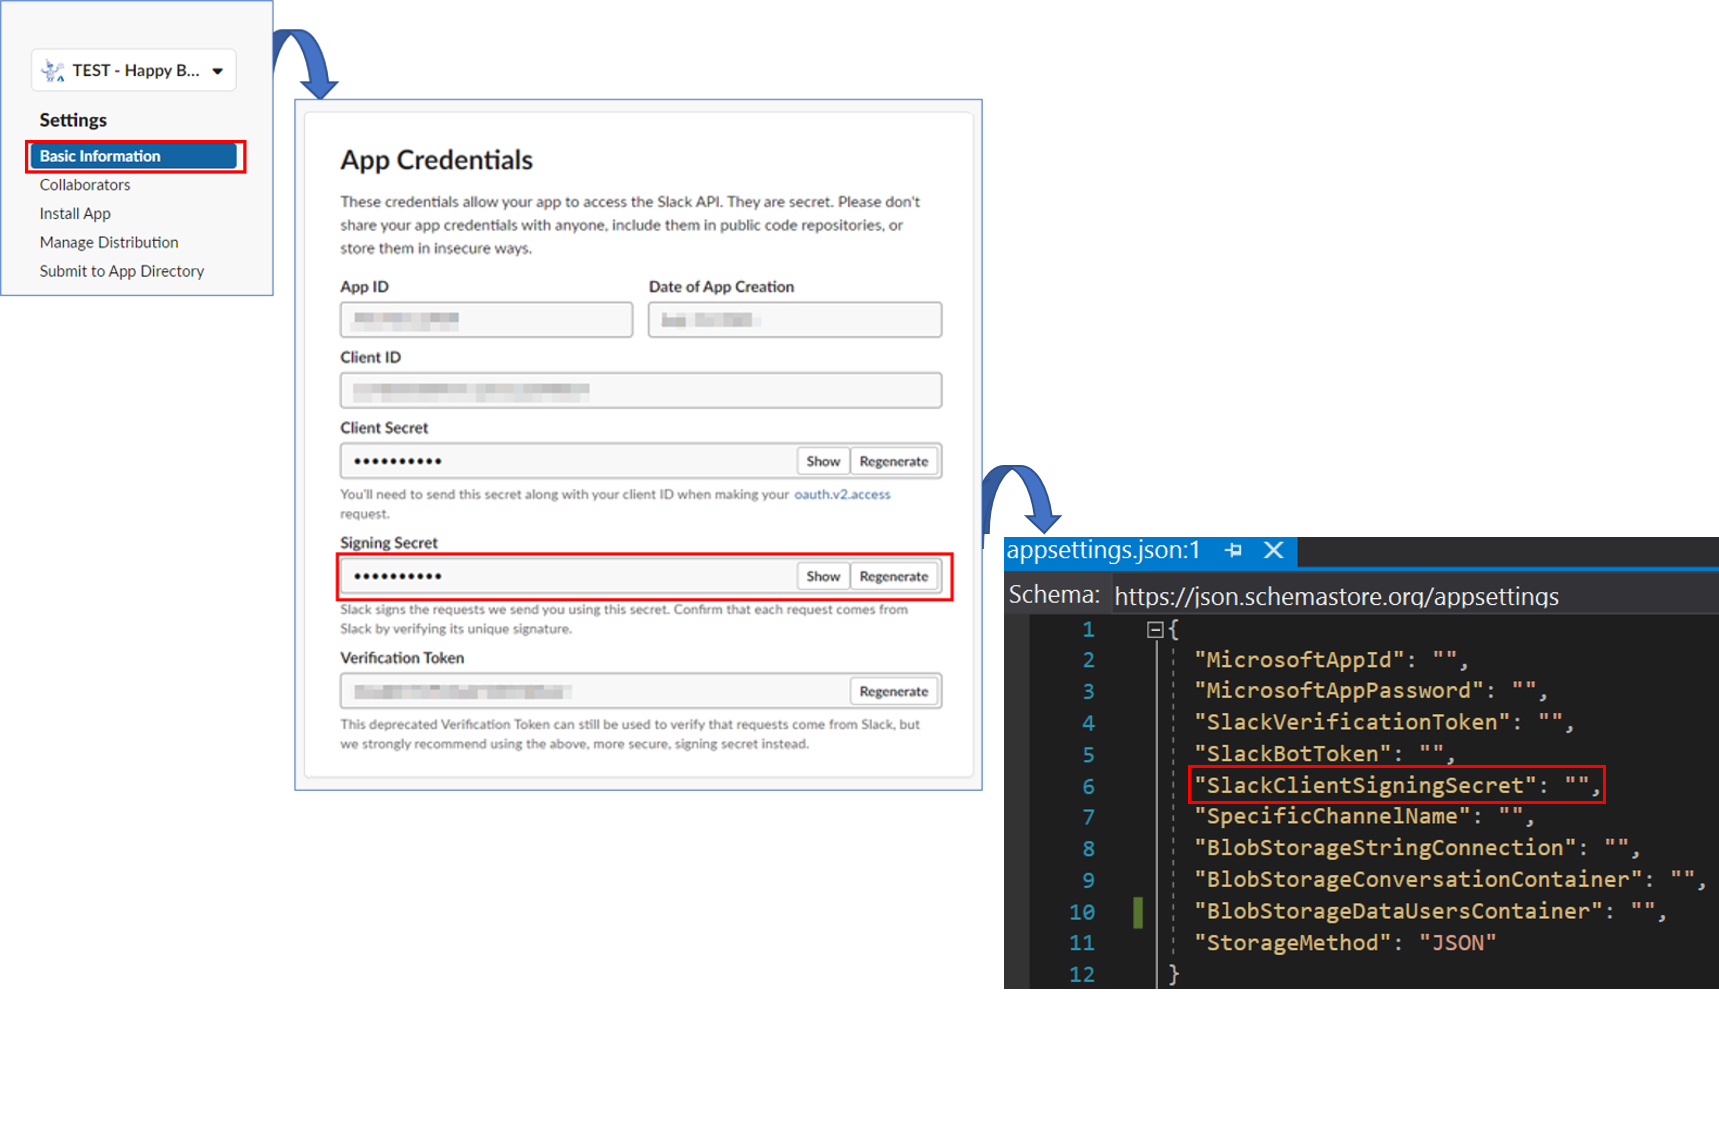 TEST - Happy B...
Settings
Basic Information
Collaborators
Install App
Manage Distribution
Submit to App Directory
App Credentials
These credentials allow your app to access the Slack API. They are secret. Please don't
share your app credentials with anyone, include them in public code repositories, or
store them in insecure ways.
App ID Date of App Creation
Client ID
Client Secret
•••••••••• Show Regenerate
You'll need to send this secret along with your client ID when making your oauth.v2.access
request.
Signing Secret
•••••••••• Show Regenerate
Slack signs the requests we send you using this secret. Confirm that each request comes from
Slack by verifying its unique signature.
Verification Token
Regenerate
This deprecated Verification Token can still be used to verify that requests come from Slack, but
we strongly recommend using the above, more secure, signing secret instead.
appsettings.json:1
Schema: https://json.schemastore.org/appsettings
1 {
2 "MicrosoftAppId": "",
3 "MicrosoftAppPassword": "",
4 "SlackVerificationToken": "",
5 "SlackBotToken": "",
6 "SlackClientSigningSecret": "",
7 "SpecificChannelName": "",
8 "BlobStorageStringConnection": "",
9 "BlobStorageConversationContainer": "",
10 "BlobStorageDataUsersContainer": "",
11 "StorageMethod": "JSON"
12 }